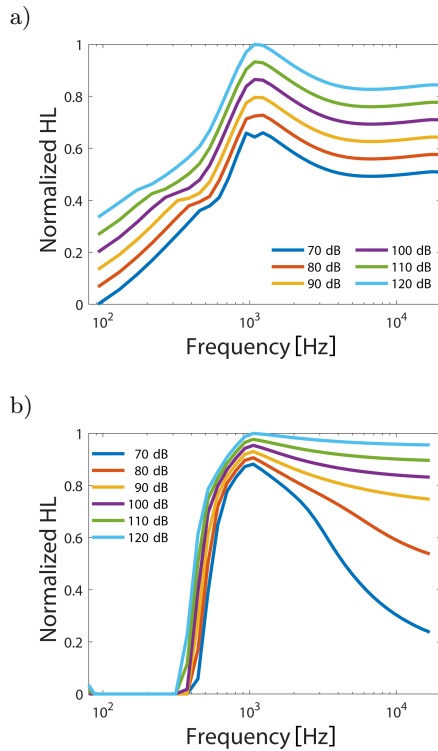 a)
1
0.8
0.6
0.4
0.2
0
Normalized HL
70 dB
80 dB
90 dB
100 dB
110 dB
120 dB
10^2
10^3
10^4
Frequency [Hz]
b)
1
0.8
0.6
0.4
0.2
0
Normalized HL
70 dB
80 dB
90 dB
100 dB
110 dB
120 dB
10^2
10^3
10^4
Frequency [Hz]